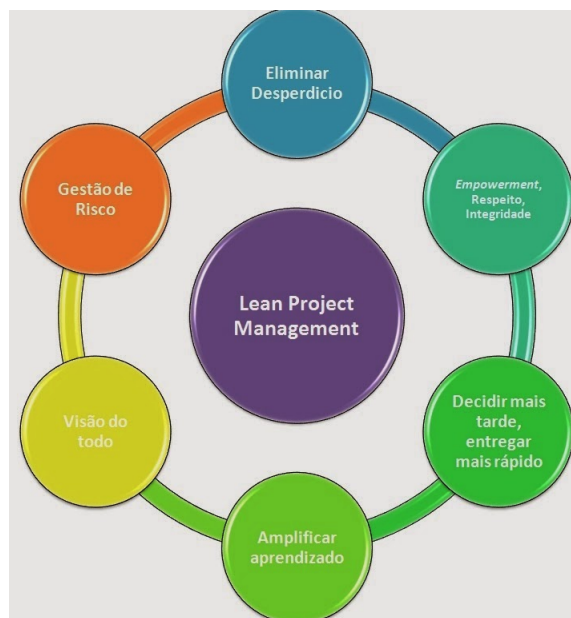 Eliminar
Desperdicio
Empowerment,
Respeito,
Integridade
Decidir mais
tarde,
entregar
mais rápido
Amplificar
aprendizado
Visão do
todo
Gestão de
Risco
Lean Project
Management